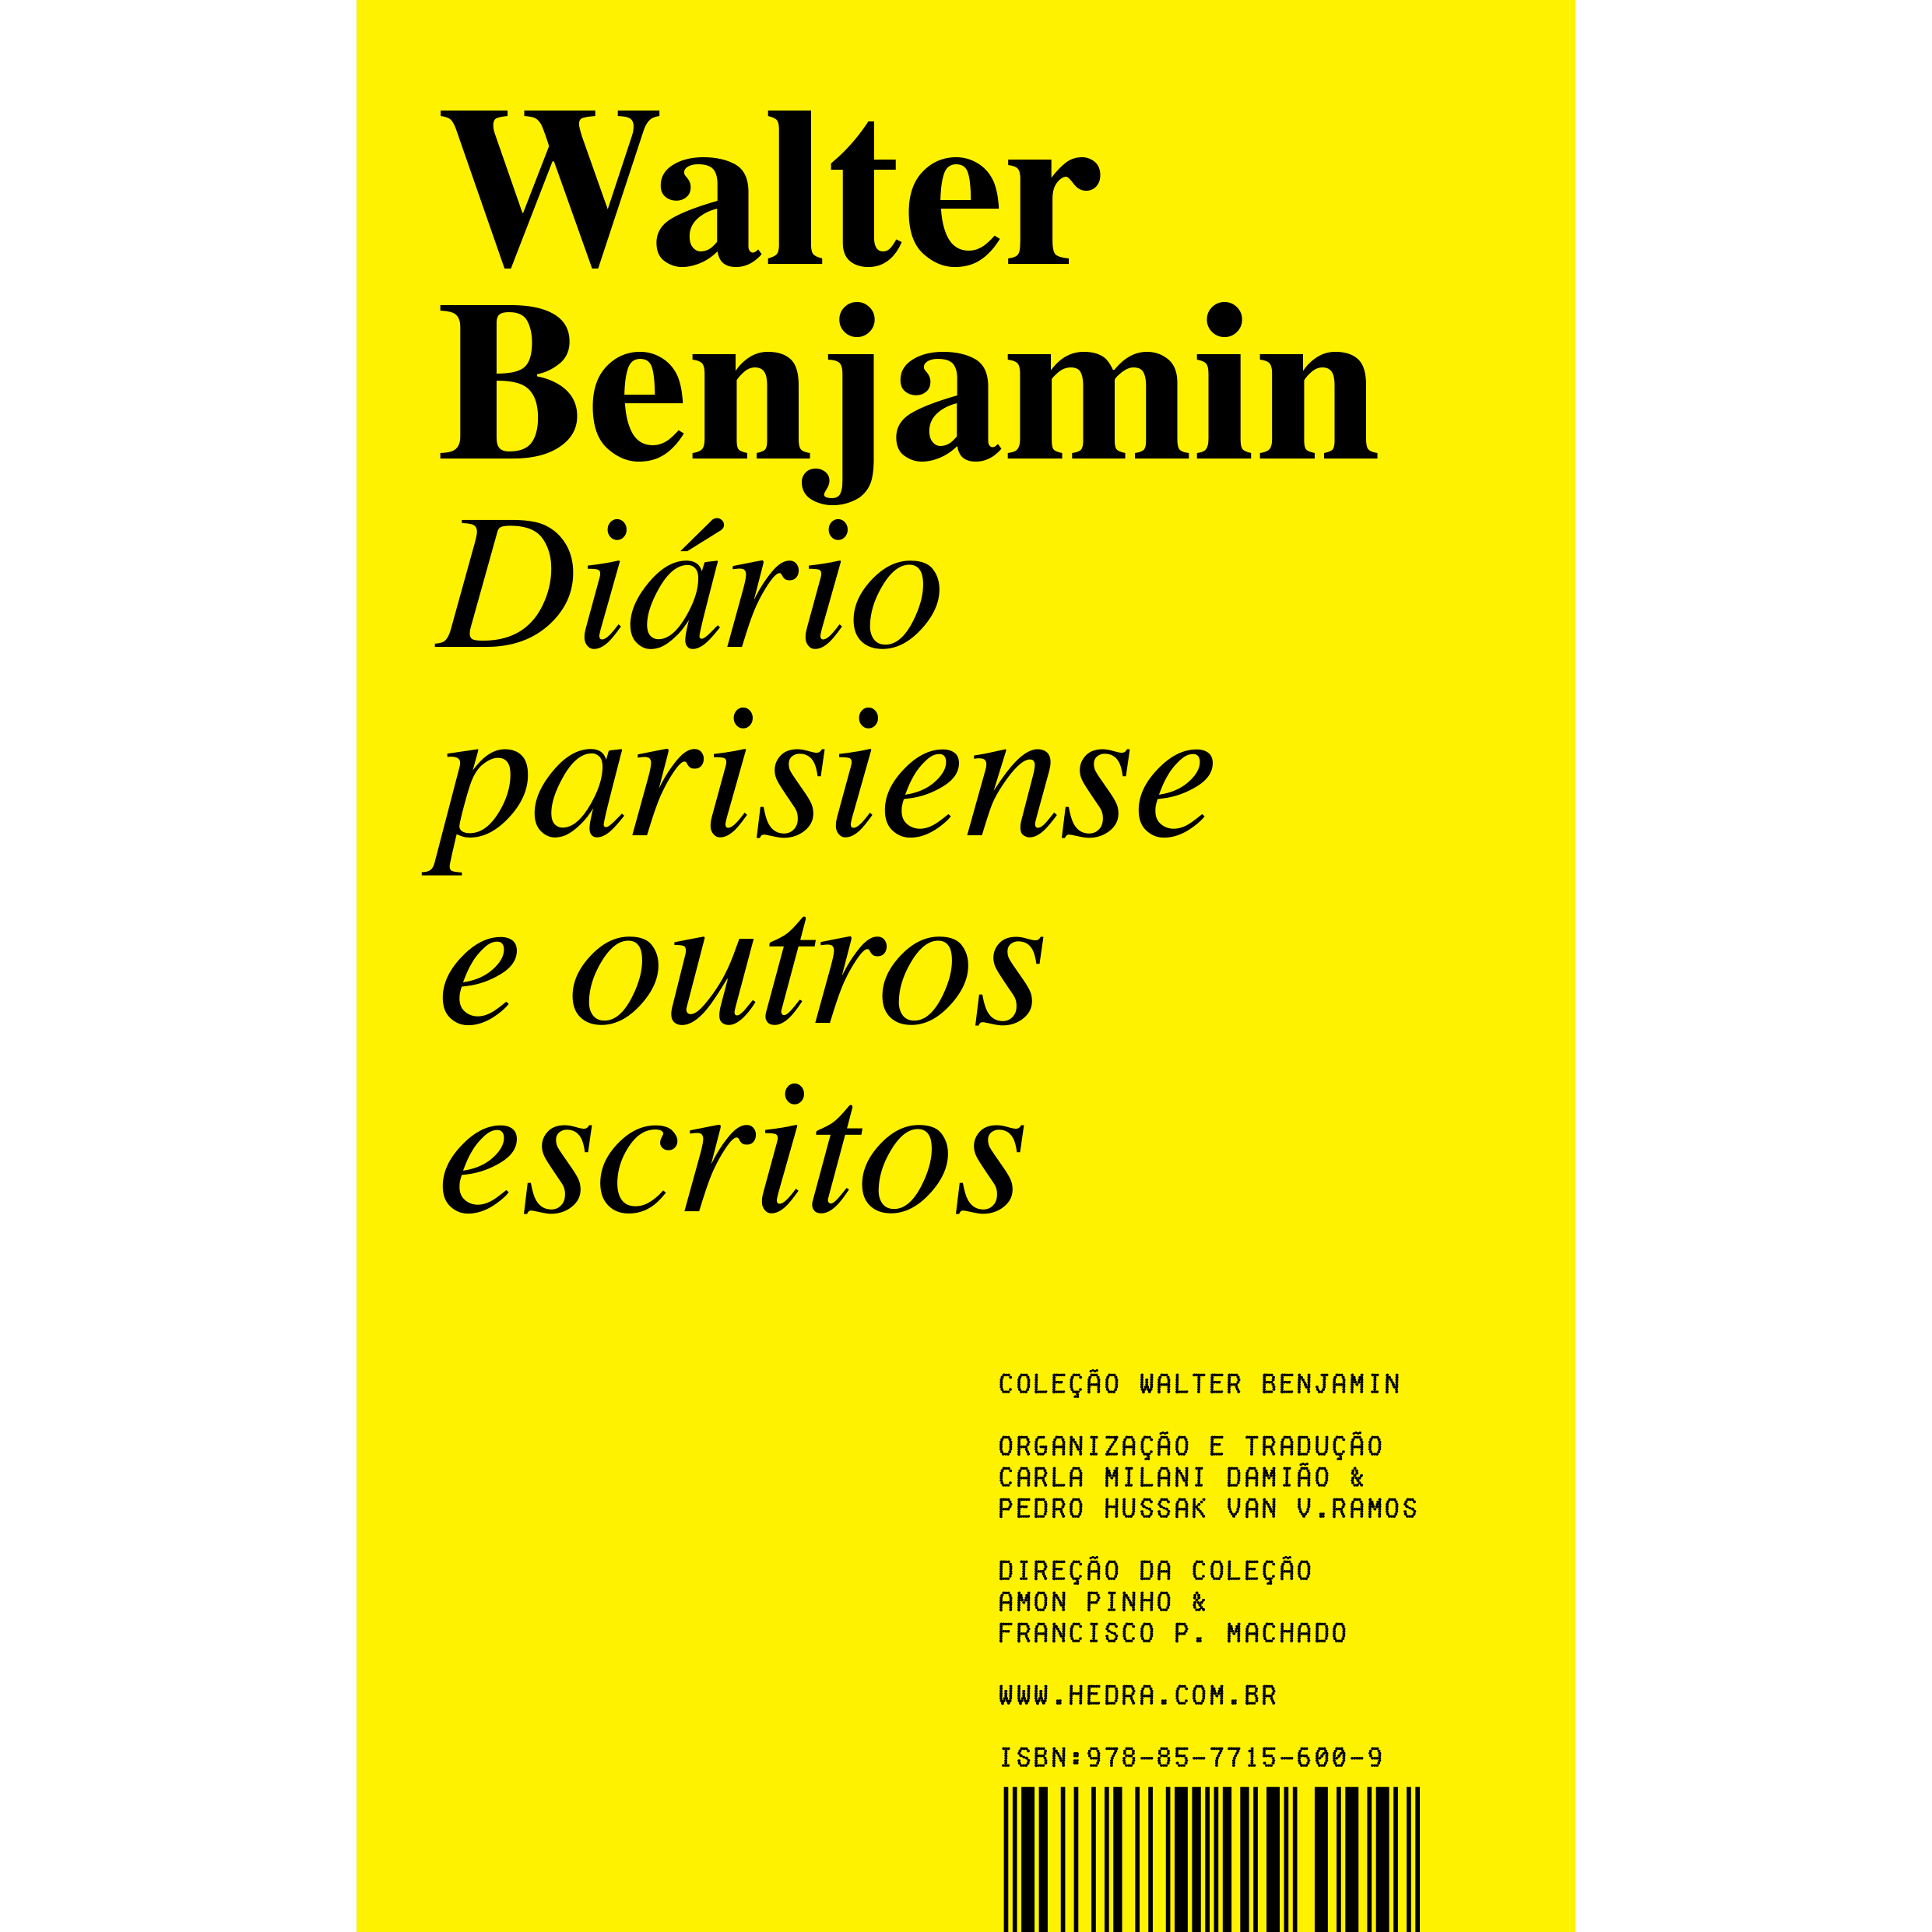 Walter
Benjamin
Diário
parisiense
e outros
escritos
COLEÇÃO WALTER BENJAMIN
ORGANIZAÇÃO E TRADUÇÃO
CARLA MILANI DAMIÃO &
PEDRO HUSSAK VAN V.RAMOS
DIREÇÃO DA COLEÇÃO
AMON PINHO &
FRANCISCO P. MACHADO
WWW.HEDRA.COM.BR
ISBN:978-85-7715-600-9